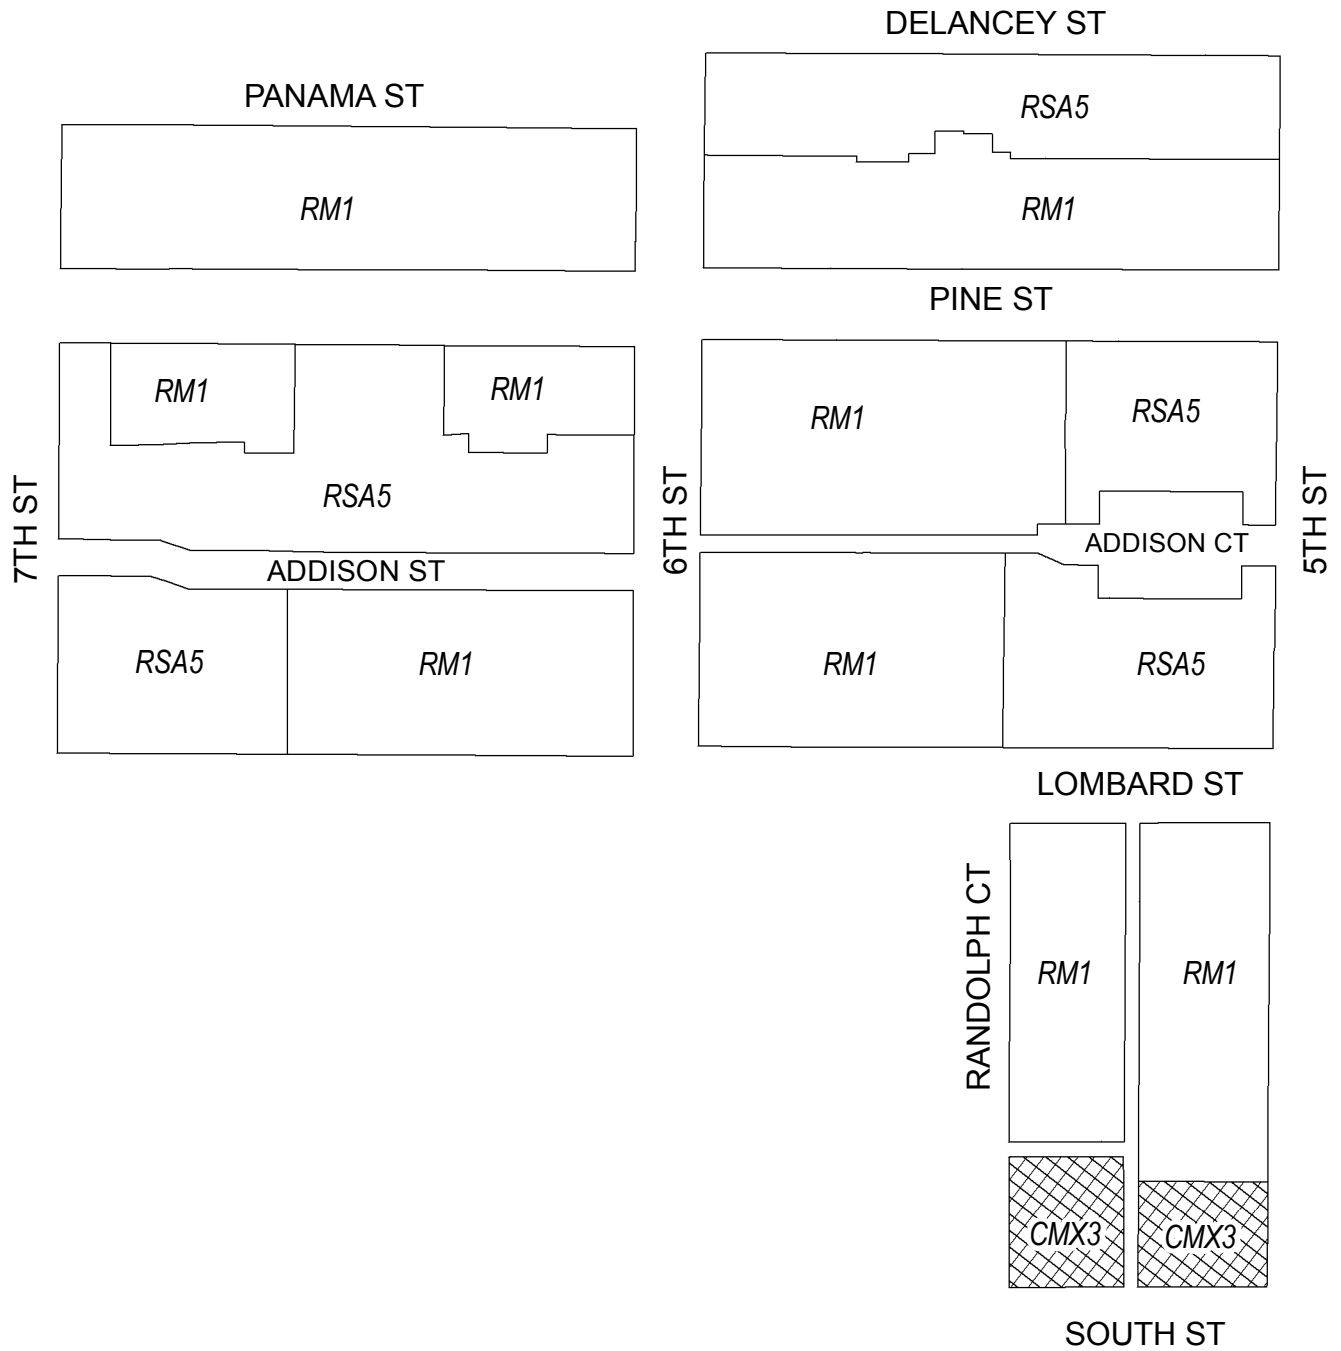 DELANCEY ST
PANAMA ST
RSA5
RM1
RM1
PINE ST
RM1
RM1
RM1
RSA5
RSA5
7TH ST
6TH ST
5TH ST
ADDISON CT
ADDISON ST
RSA5
RM1
RM1
RSA5
LOMBARD ST
RANDOLPH CT
RM1
RM1
CMX3
CMX3
SOUTH ST